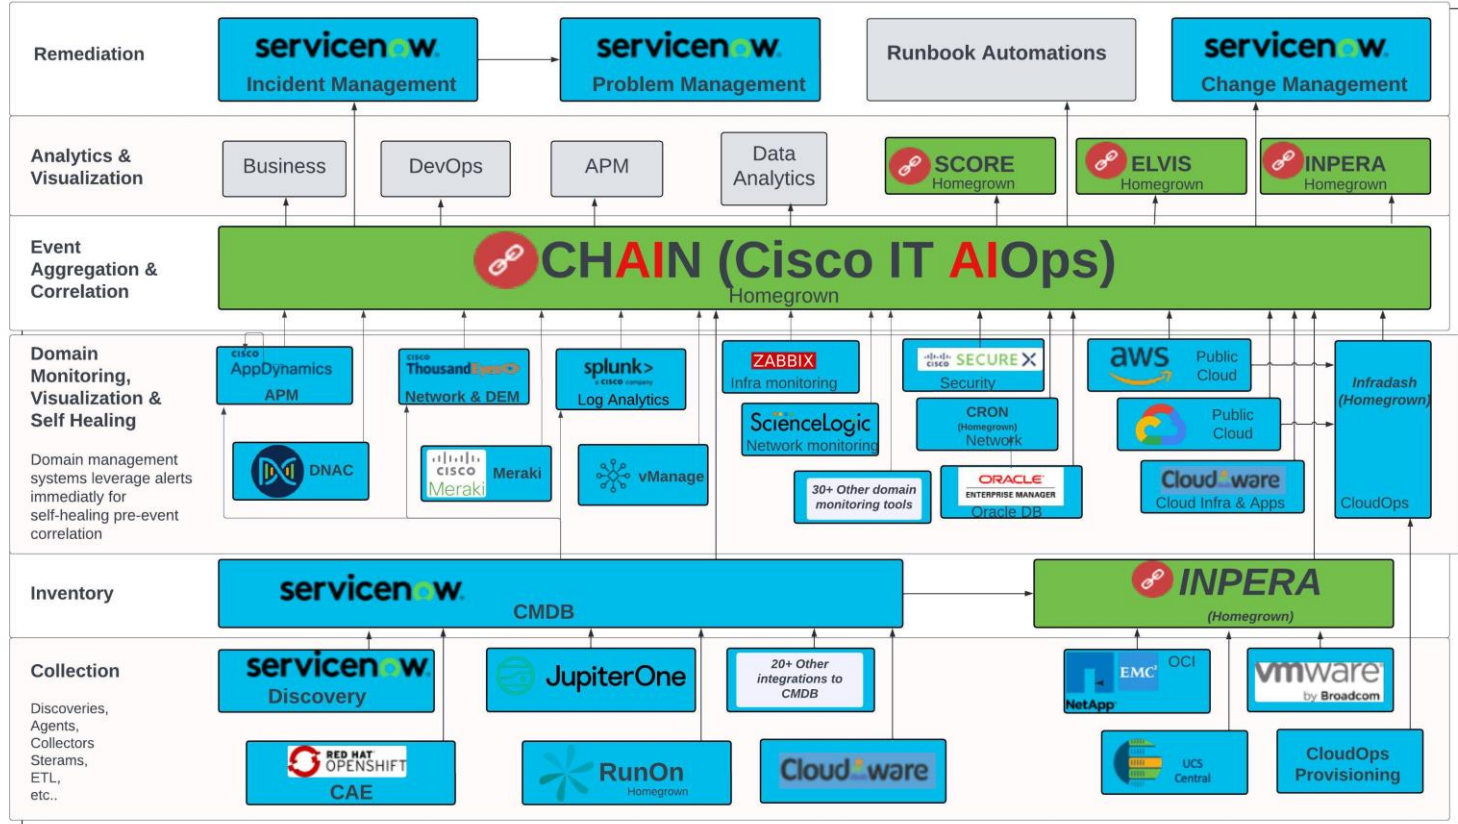 Remediation
servicenow
Incident Management
servicenow
Problem Management
Runbook Automations
servicenow
Change Management
Analytics &
Visualization
Business
DevOps
APM
Data
Analytics
SCORE
Homegrown
ELVIS
Homegrown
INPERA
Homegrown
Event
Aggregation &
Correlation
CHAIN (Cisco IT AIOps)
Homegrown
Domain
Monitoring,
Visualization &
Self Healing
Domain management
systems leverage alerts
immediatly for
self-healing pre-event
correlation
CISCO
AppDynamics
APM
CISCO
ThousandEyes
Network & DEM
splunk>
a CISCO company
Log Analytics
ZABBIX
Infra monitoring
CISCO SECURE X
Security
aws
Public
Cloud
Infradash
(Homegrown)
CloudOps
DNAC
CISCO
Meraki
Meraki
vManage
ScienceLogic
Network monitoring
CRON
(Homegrown)
Network
Public
Cloud
30+ Other domain
monitoring tools
ORACLE
ENTERPRISE MANAGER
Oracle DB
Cloudaware
Cloud Infra & Apps
Inventory
servicenow
CMDB
INPERA
(Homegrown)
Collection
Discoveries,
Agents,
Collectors
Sterams,
ETL,
etc..
servicenow
Discovery
JupiterOne
20+ Other
integrations to
CMDB
NetApp
EMC²
OCI
vmware
by Broadcom
RED HAT
OPENSHIFT
CAE
RunOn
Homegrown
Cloudaware
UCS
Central
CloudOps
Provisioning